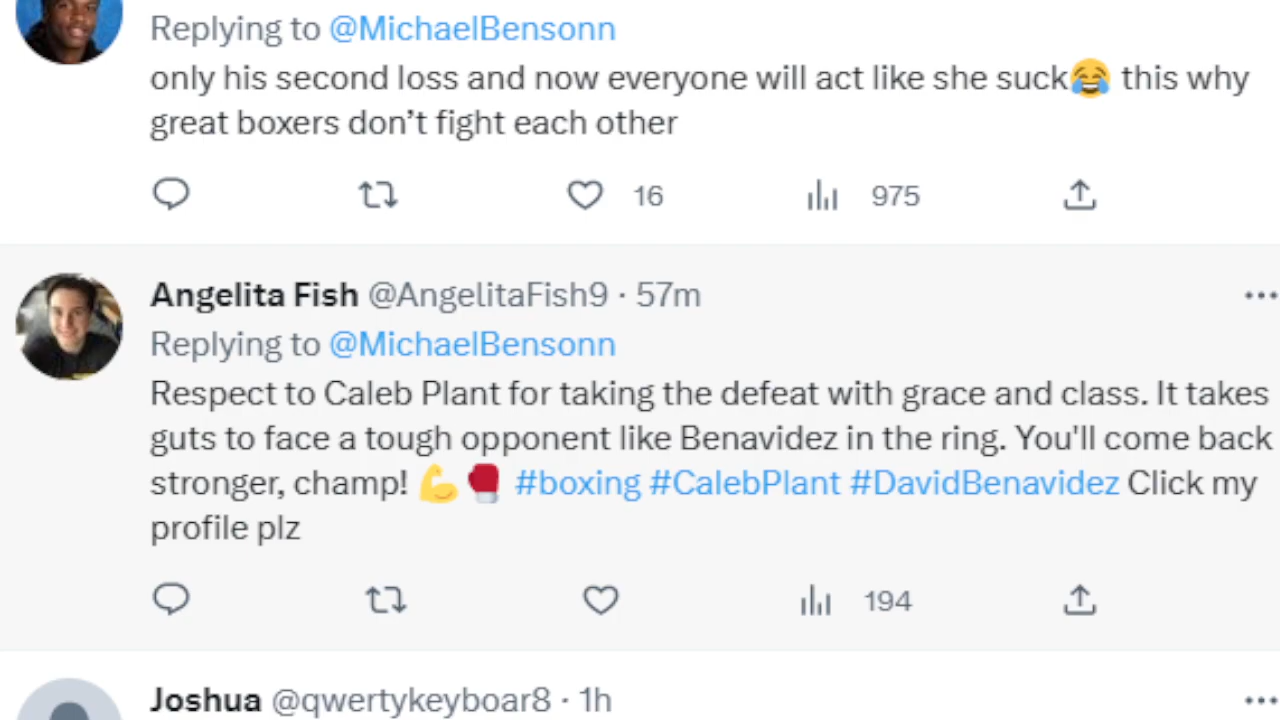 Replying to @MichaelBensonn
only his second loss and now everyone will act like she suck😂 this why
great boxers don’t fight each other
16 975
Angelita Fish @AngelitaFish9 · 57m
Replying to @MichaelBensonn
Respect to Caleb Plant for taking the defeat with grace and class. It takes
guts to face a tough opponent like Benavidez in the ring. You'll come back
stronger, champ! 💪🥊 #boxing #CalebPlant #DavidBenavidez Click my
profile plz
194
Joshua @qwertykeyboar8 · 1h